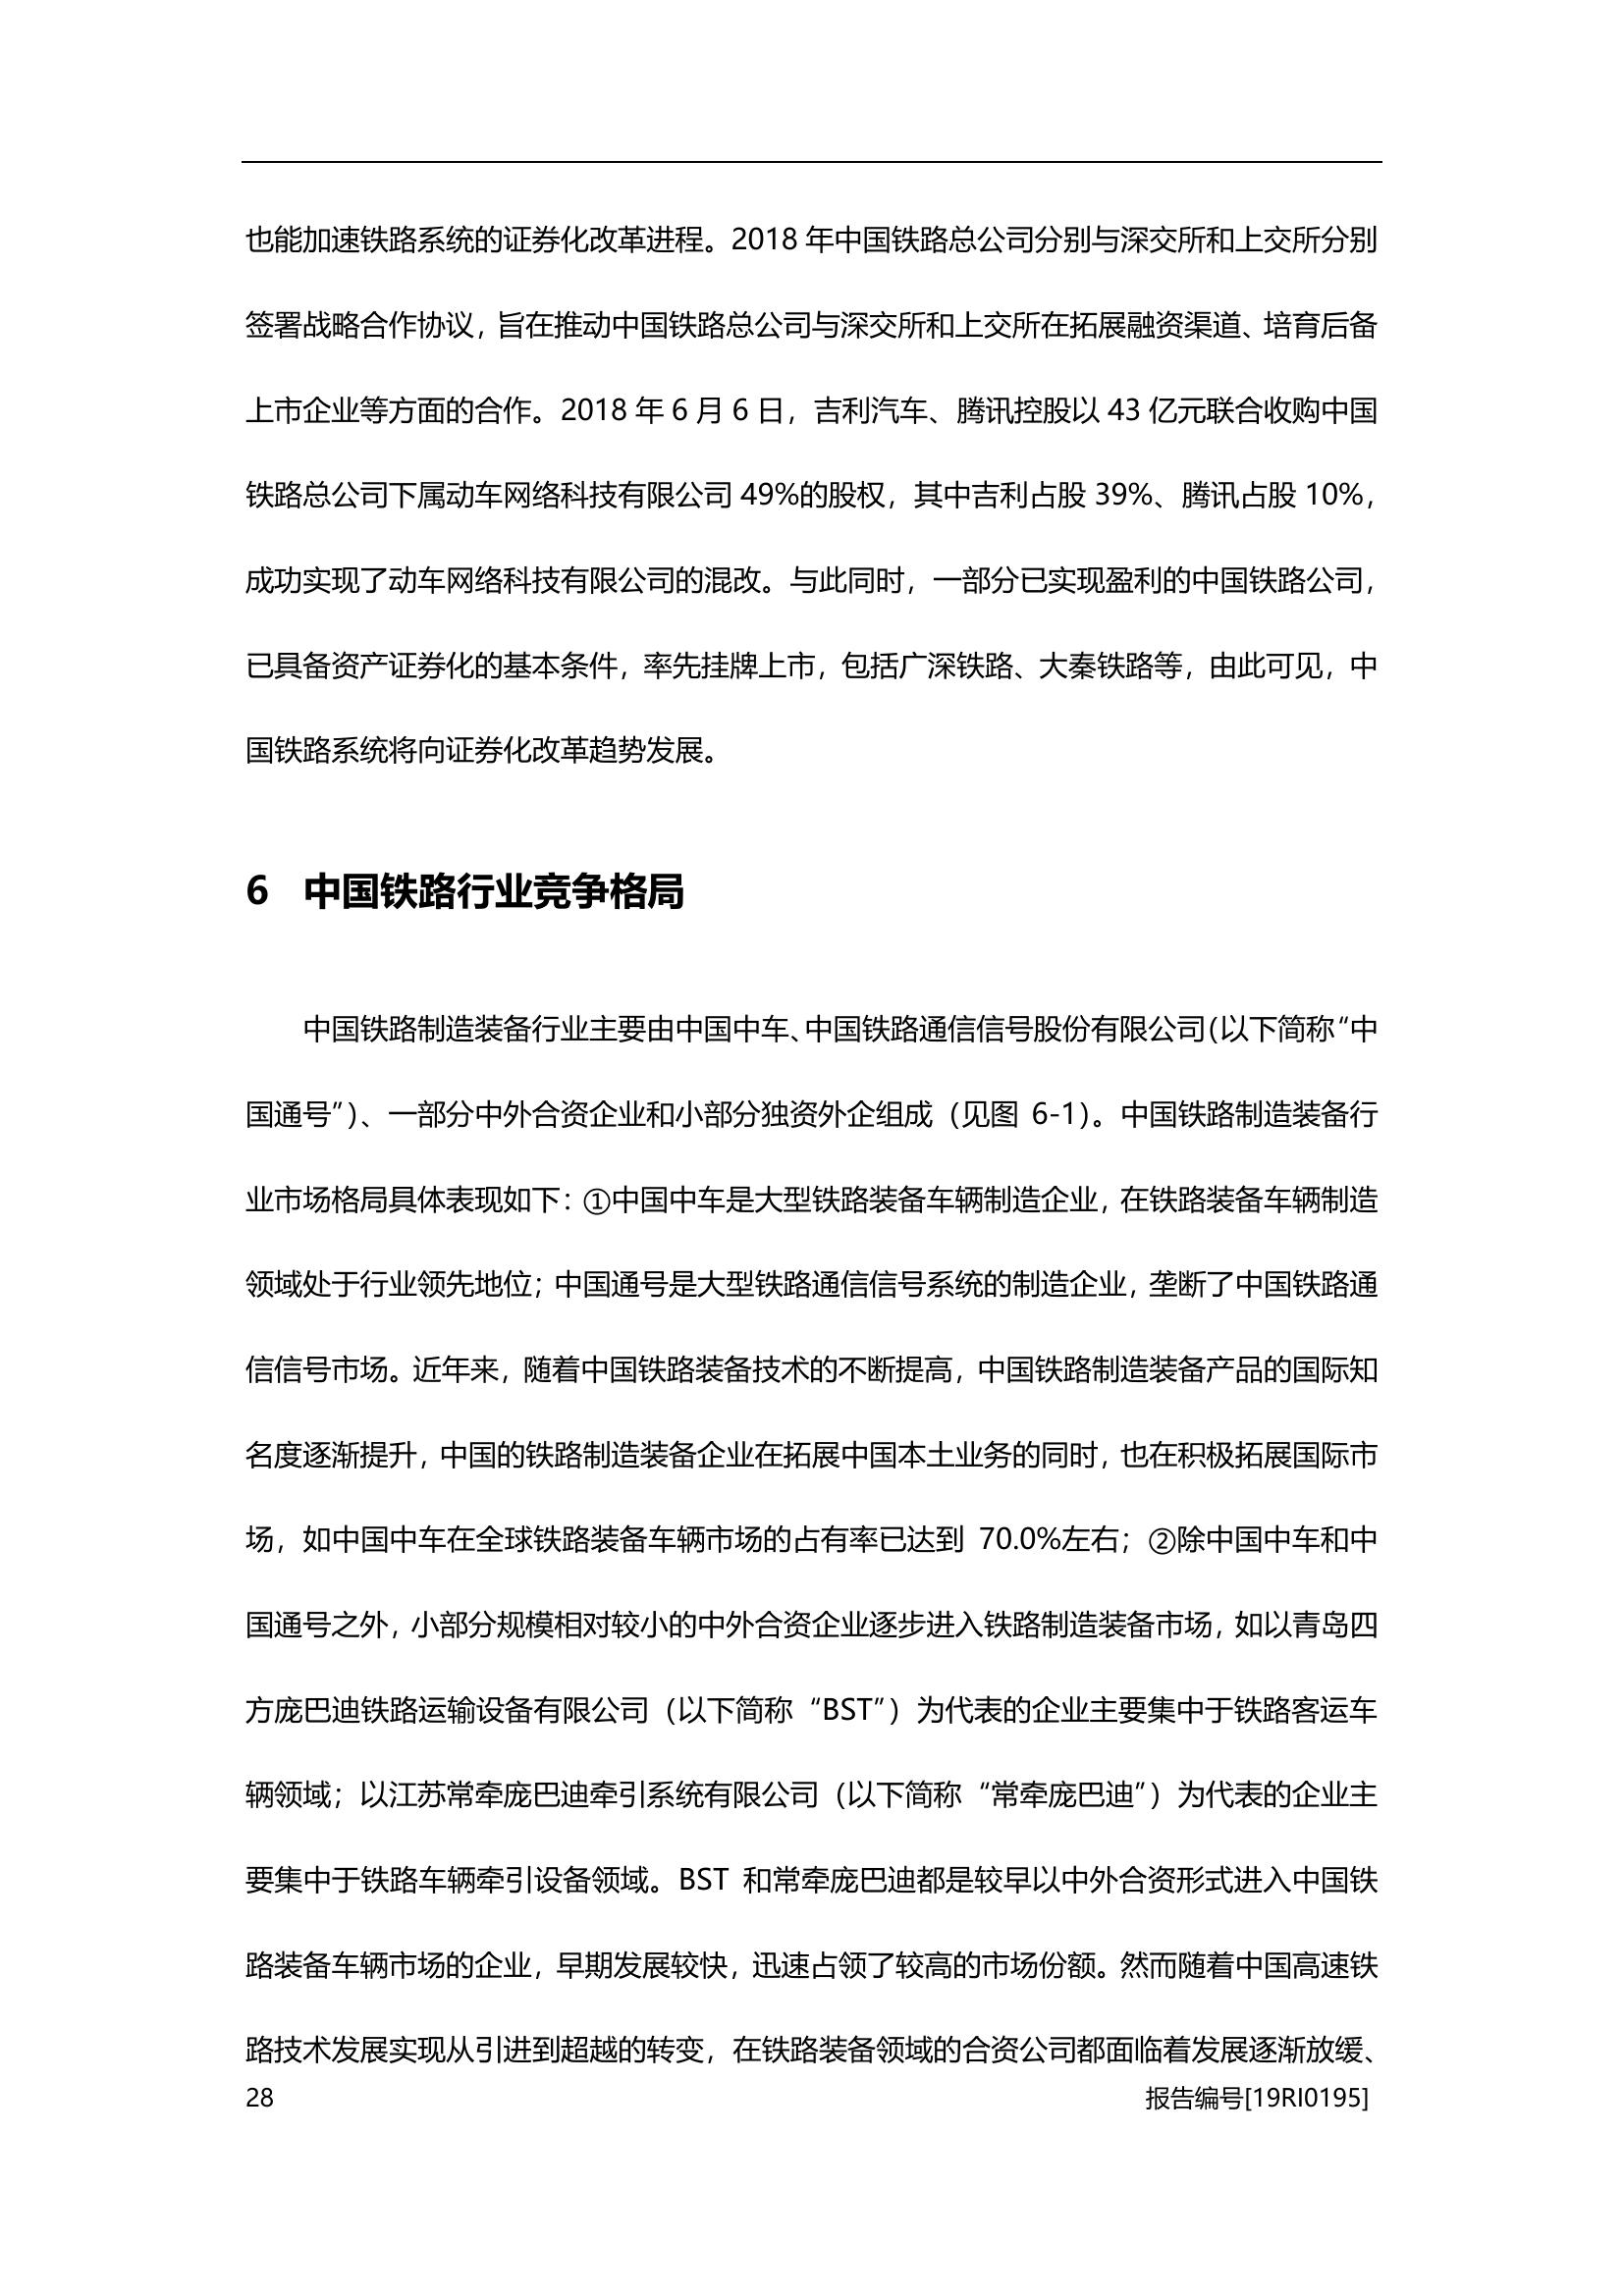 也能加速铁路系统的证券化改革进程。2018 年中国铁路总公司分别与深交所和上交所分别
签署战略合作协议，旨在推动中国铁路总公司与深交所和上交所在拓展融资渠道、培育后备
上市企业等方面的合作。2018 年 6 月 6 日，吉利汽车、腾讯控股以 43 亿元联合收购中国
铁路总公司下属动车网络科技有限公司 49%的股权，其中吉利占股 39%、腾讯占股 10%，
成功实现了动车网络科技有限公司的混改。与此同时，一部分已实现盈利的中国铁路公司，
已具备资产证券化的基本条件，率先挂牌上市，包括广深铁路、大秦铁路等，由此可见，中
国铁路系统将向证券化改革趋势发展。
6 中国铁路行业竞争格局
中国铁路制造装备行业主要由中国中车、中国铁路通信信号股份有限公司（以下简称“中
国通号”）、一部分中外合资企业和小部分独资外企组成（见图 6-1）。中国铁路制造装备行
业市场格局具体表现如下：①中国中车是大型铁路装备车辆制造企业，在铁路装备车辆制造
领域处于行业领先地位；中国通号是大型铁路通信信号系统的制造企业，垄断了中国铁路通
信信号市场。近年来，随着中国铁路装备技术的不断提高，中国铁路制造装备产品的国际知
名度逐渐提升，中国的铁路制造装备企业在拓展中国本土业务的同时，也在积极拓展国际市
场，如中国中车在全球铁路装备车辆市场的占有率已达到 70.0%左右；②除中国中车和中
国通号之外，小部分规模相对较小的中外合资企业逐步进入铁路制造装备市场，如以青岛四
方庞巴迪铁路运输设备有限公司（以下简称“BST”）为代表的企业主要集中于铁路客运车
辆领域；以江苏常牵庞巴迪牵引系统有限公司（以下简称“常牵庞巴迪”）为代表的企业主
要集中于铁路车辆牵引设备领域。BST 和常牵庞巴迪都是较早以中外合资形式进入中国铁
路装备车辆市场的企业，早期发展较快，迅速占领了较高的市场份额。然而随着中国高速铁
路技术发展实现从引进到超越的转变，在铁路装备领域的合资公司都面临着发展逐渐放缓、
28 报告编号[19RI0195]